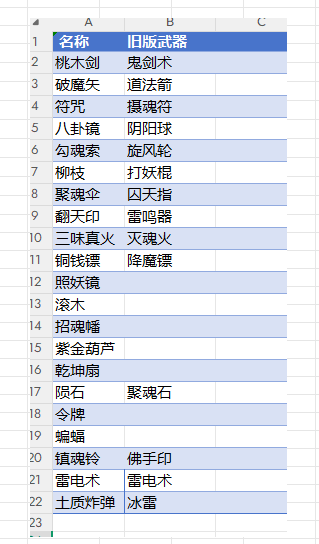 A B C
1 名称 旧版武器
2 桃木剑 鬼剑术
3 破魔矢 道法箭
4 符咒 摄魂符
5 八卦镜 阴阳球
6 勾魂索 旋风轮
7 柳枝 打妖棍
8 聚魂伞 囚天指
9 翻天印 雷鸣器
10 三味真火 灭魂火
11 铜钱镖 降魔镖
12 照妖镜
13 滚木
14 招魂幡
15 紫金葫芦
16 乾坤扇
17 陨石 聚魂石
18 令牌
19 蝙蝠
20 镇魂铃 佛手印
21 雷电术 雷电术
22 土质炸弹 冰雷
23